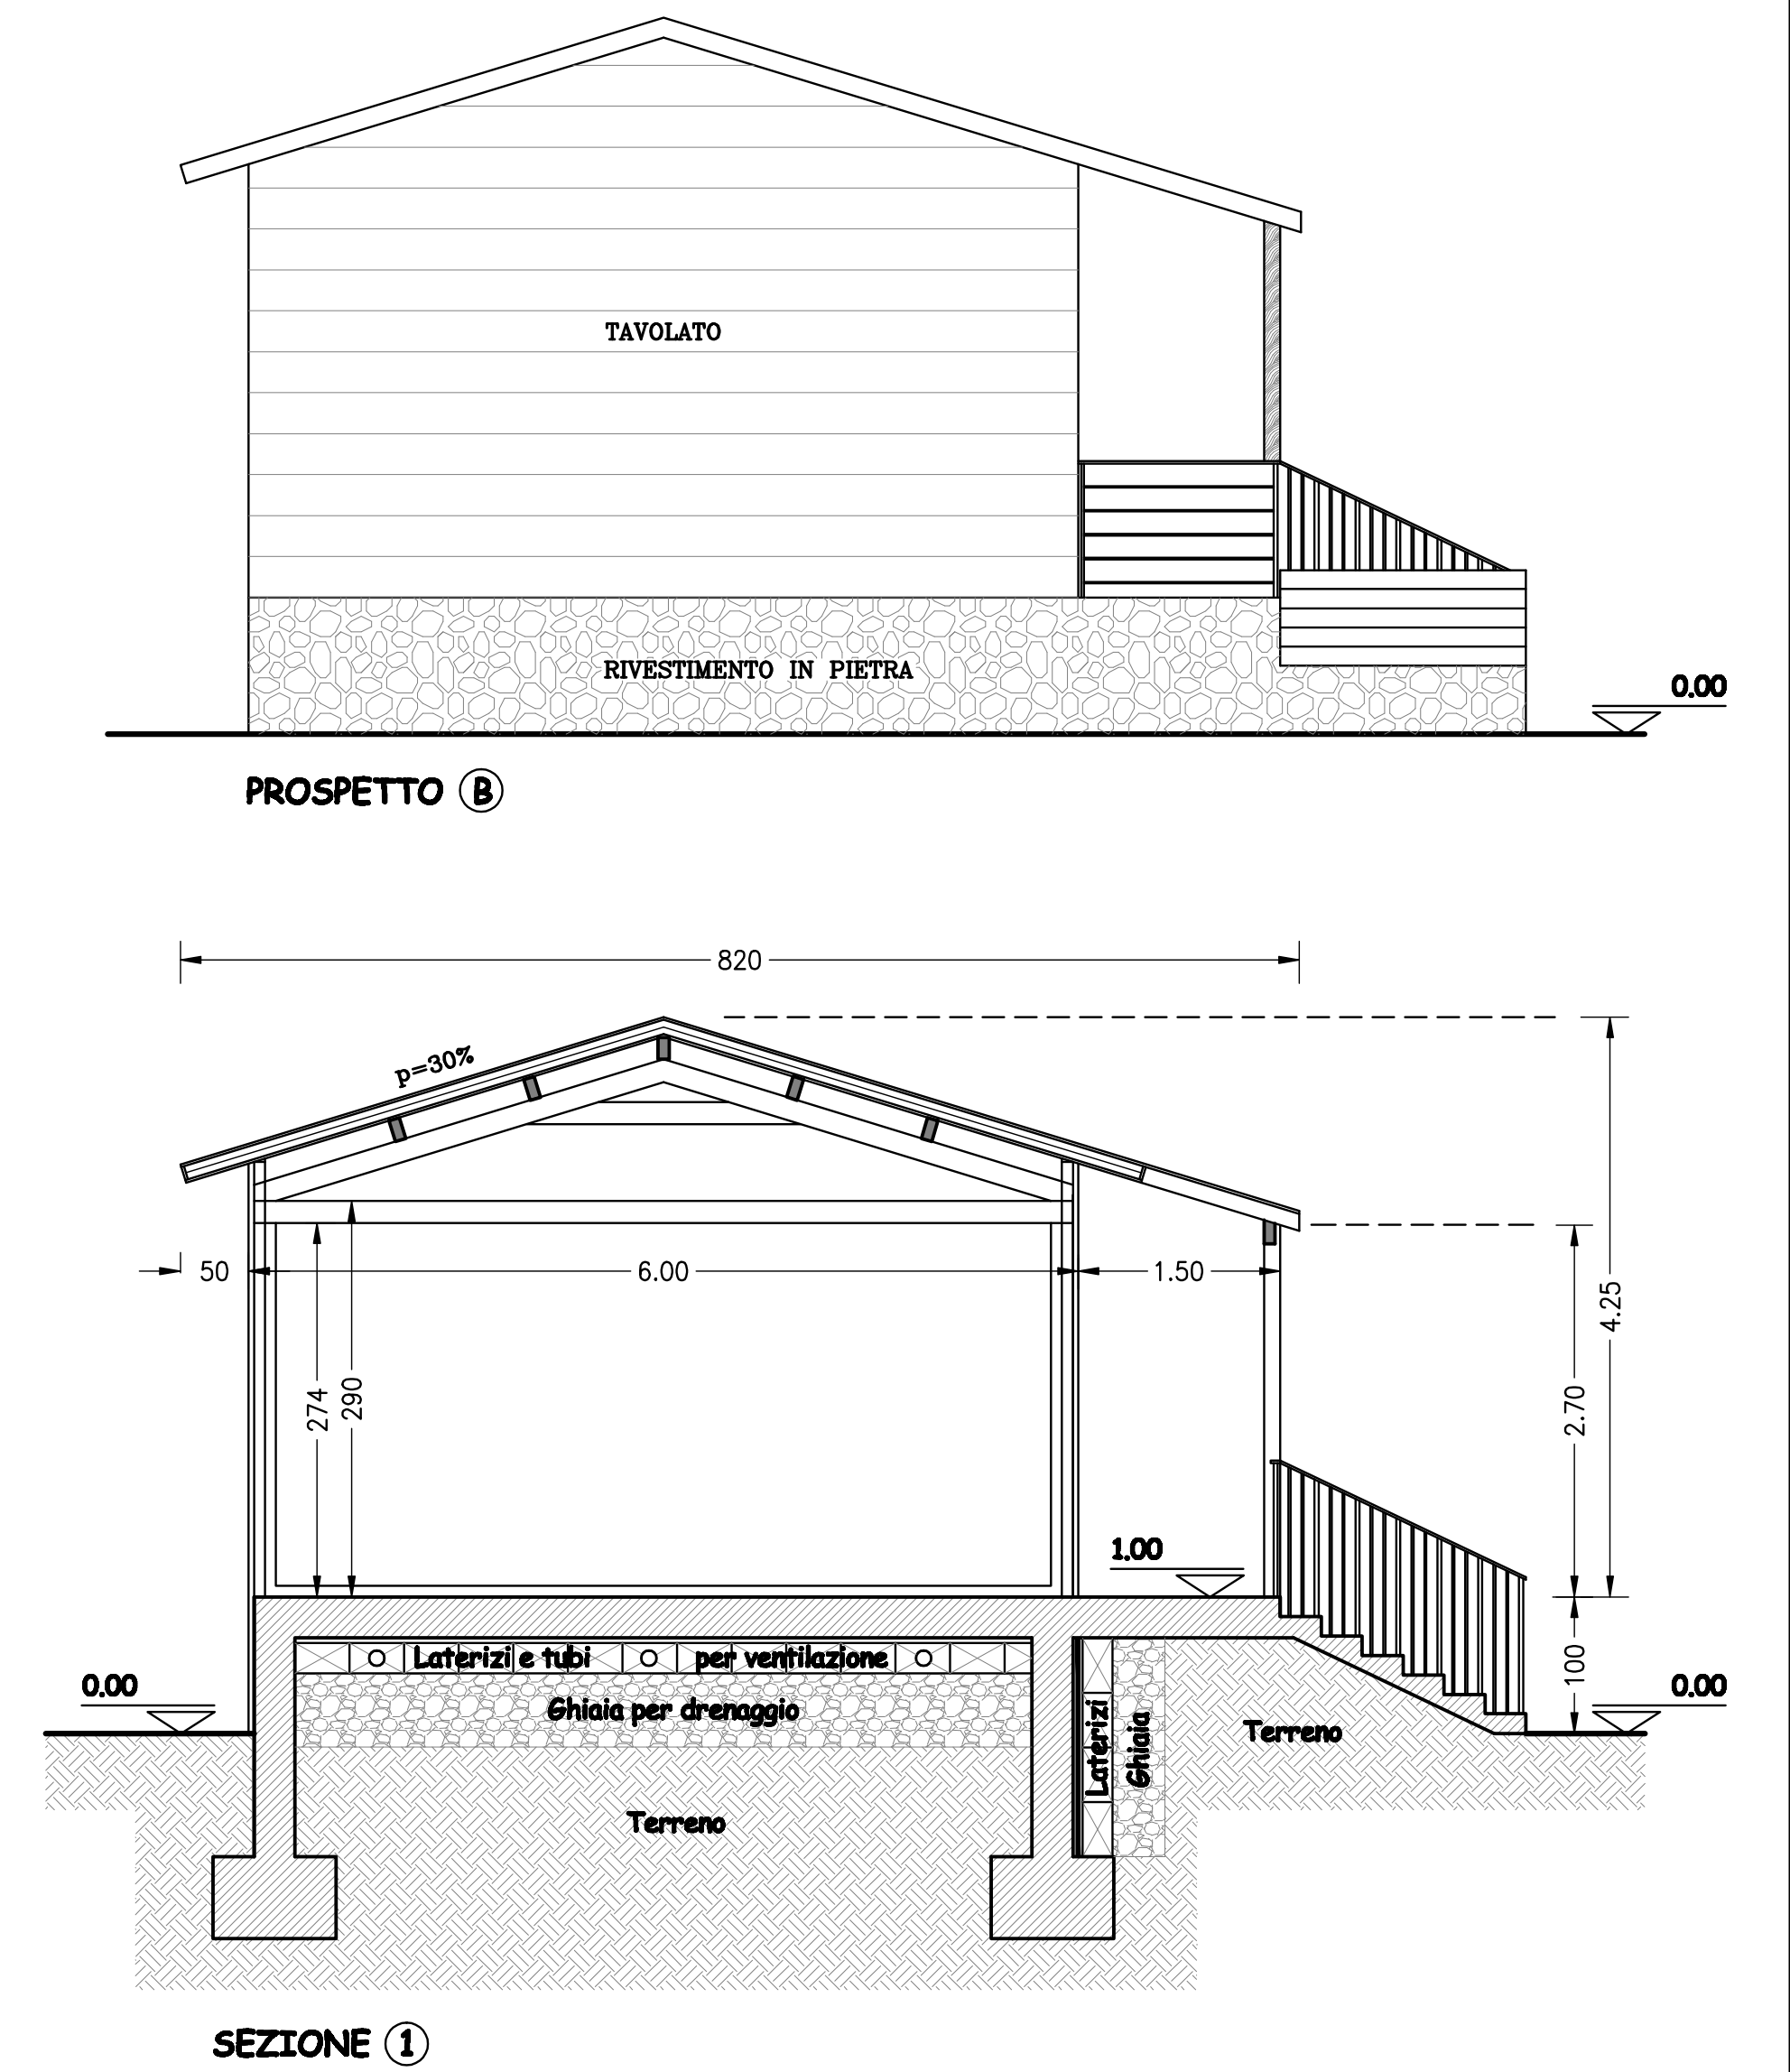 TAVOLATO
RIVESTIMENTO IN PIETRA
0.00
PROSPETTO B
820
p=30%
50
6.00
1.50
4.25
274
290
2.70
1.00
100
Laterizi e tubi per ventilazione
0.00
0.00
Ghiaia per drenaggio
Laterizi
Ghiaia
Terreno
Terreno
SEZIONE 1